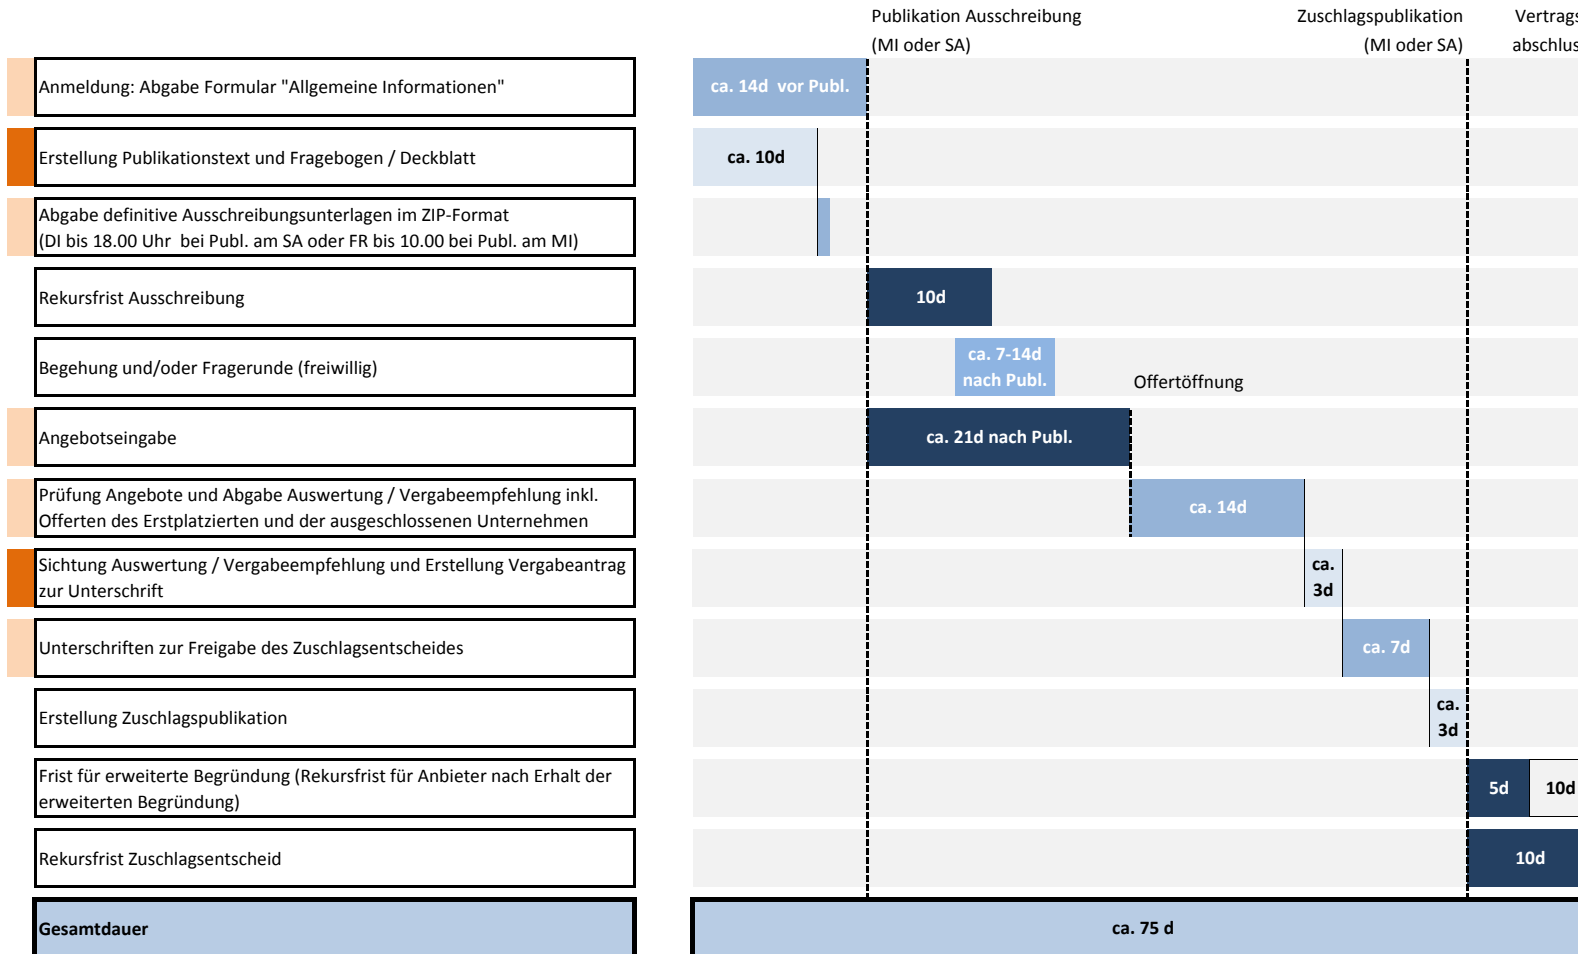 Publikation Ausschreibung
(MI oder SA)
Zuschlagspublikation
(MI oder SA)
Vertrags
abschlus
Anmeldung: Abgabe Formular "Allgemeine Informationen"
ca. 14d  vor Publ.
Erstellung Publikationstext und Fragebogen / Deckblatt
ca. 10d
Abgabe definitive Ausschreibungsunterlagen im ZIP-Format
(DI bis 18.00 Uhr  bei Publ. am SA oder FR bis 10.00 bei Publ. am MI)
Rekursfrist Ausschreibung
10d
Begehung und/oder Fragerunde (freiwillig)
ca. 7-14d
nach Publ.
Offertöffnung
Angebotseingabe
ca. 21d nach Publ.
Prüfung Angebote und Abgabe Auswertung / Vergabeempfehlung inkl.
Offerten des Erstplatzierten und der ausgeschlossenen Unternehmen
ca. 14d
Sichtung Auswertung / Vergabeempfehlung und Erstellung Vergabeantrag
zur Unterschrift
ca.
3d
Unterschriften zur Freigabe des Zuschlagsentscheides
ca. 7d
Erstellung Zuschlagspublikation
ca.
3d
Frist für erweiterte Begründung (Rekursfrist für Anbieter nach Erhalt der
erweiterten Begründung)
5d
10d
Rekursfrist Zuschlagsentscheid
10d
Gesamtdauer
ca. 75 d